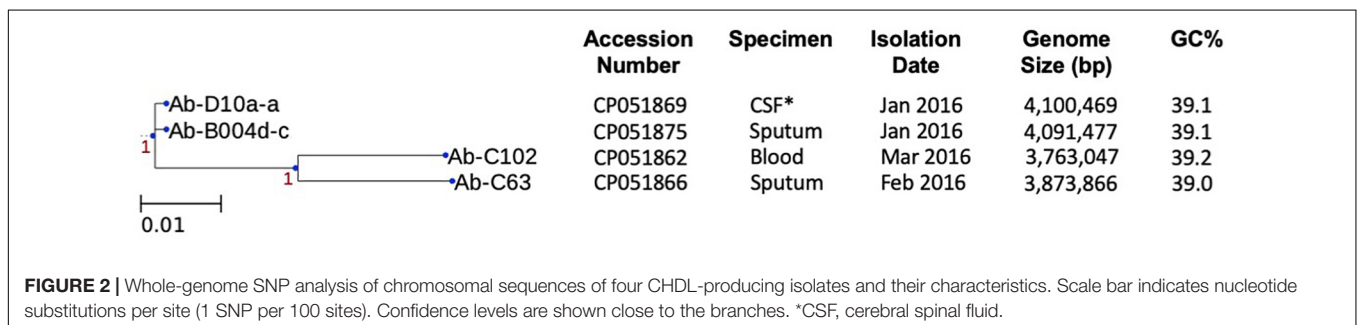 Accession Number Specimen Isolation Date Genome Size (bp) GC%
Ab-D10a-a CP051869 CSF* Jan 2016 4,100,469 39.1
Ab-B004d-c CP051875 Sputum Jan 2016 4,091,477 39.1
1
Ab-C102 CP051862 Blood Mar 2016 3,763,047 39.2
1 Ab-C63 CP051866 Sputum Feb 2016 3,873,866 39.0
0.01
FIGURE 2 | Whole-genome SNP analysis of chromosomal sequences of four CHDL-producing isolates and their characteristics. Scale bar indicates nucleotide
substitutions per site (1 SNP per 100 sites). Confidence levels are shown close to the branches. *CSF, cerebral spinal fluid.